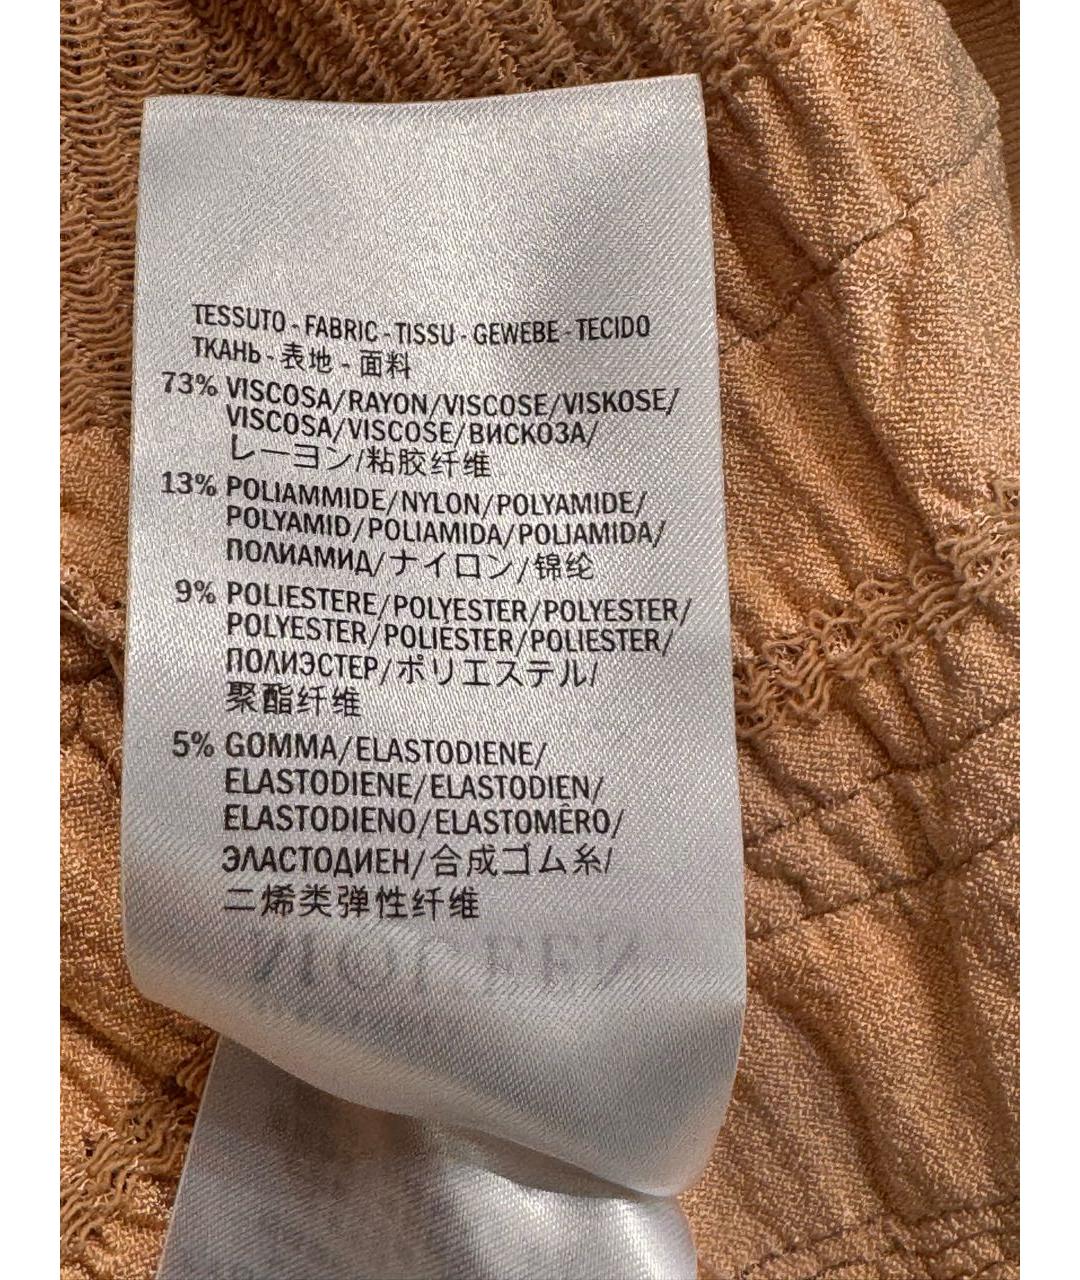 TESSUTO - FABRIC - TISSU - GEWEBE - TECIDO
ТКАНЬ - 表地 - 面料
73% VISCOSA/RAYON/VISCOSE/VISKOSE/
VISCOSA/VISCOSE/ВИСКОЗА/
レーヨン/粘胶纤维
13% POLIAMMIDE/NYLON/POLYAMIDE/
POLYAMID/POLIAMIDA/POLIAMIDA/
ПОЛИАМИД/ナイロン/锦纶
9% POLIESTERE/POLYESTER/POLYESTER/
POLYESTER/POLIESTER/POLIESTER/
ПОЛИЭСТЕР/ポリエステル/
聚酯纤维
5% GOMMA/ELASTODIENE/
ELASTODIENE/ELASTODIEN/
ELASTODIENO/ELASTOMÊRO/
ЭЛАСТОДИЕН/合成ゴム糸/
二烯类弹性纤维